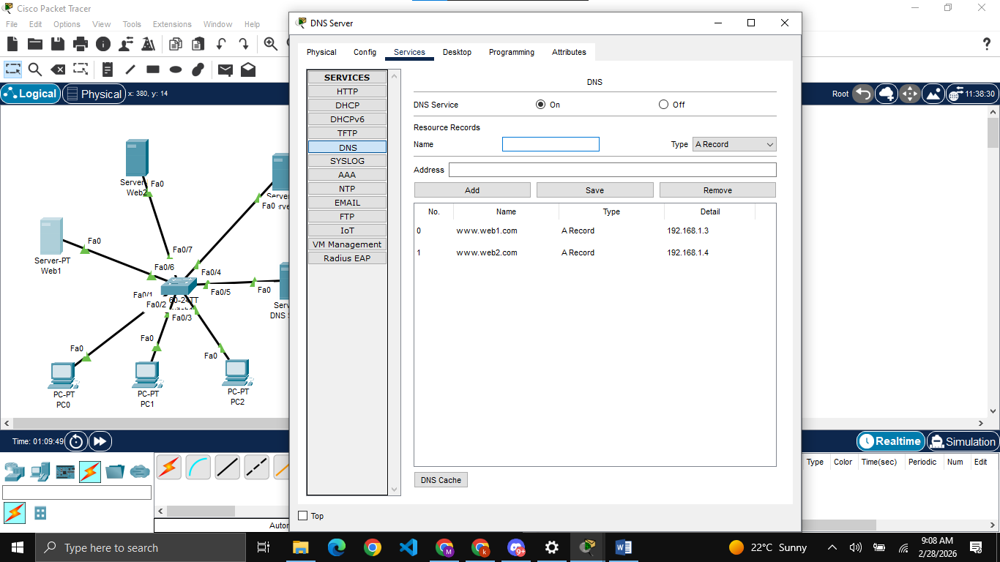 Cisco Packet Tracer
File Edit Options View Tools Extensions Window Help
Logical
Physical
x: 380, y: 14
Root
11:38:30
Server-
Web2
Fa0
Fa0
Server-PT
Web1
Fa0
Fa0/7
Fa0/6
Fa0/4
Fa0/5
Fa0
Fa0/1
Fa0/2
Fa0/3
60-24TT
DNS
Fa0
PC-PT
PC0
Fa0
PC-PT
PC1
Fa0
PC-PT
PC2
Time: 01:09:49
Realtime
Simulation
Type Color Time(sec) Periodic Num Edit
DNS Server
Physical Config Services Desktop Programming Attributes
SERVICES
HTTP
DHCP
DHCPv6
TFTP
DNS
SYSLOG
AAA
NTP
EMAIL
FTP
IoT
VM Management
Radius EAP
DNS
DNS Service On Off
Resource Records
Name Type A Record
Address
Add Save Remove
No. Name Type Detail
0 www.web1.com A Record 192.168.1.3
1 www.web2.com A Record 192.168.1.4
DNS Cache
Top
Type here to search
22°C Sunny
9:08 AM
2/28/2026